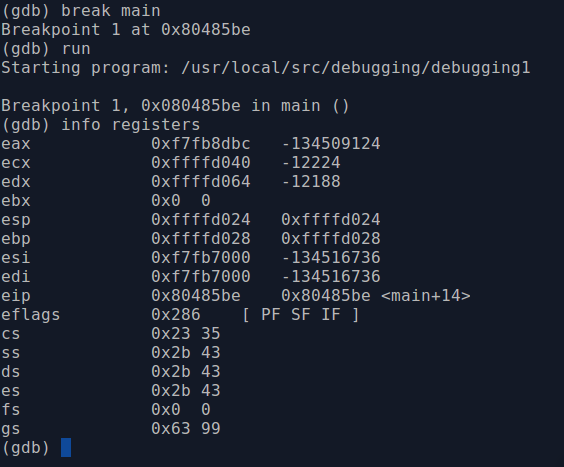 (gdb) break main
Breakpoint 1 at 0x80485be
(gdb) run
Starting program: /usr/local/src/debugging/debugging1

Breakpoint 1, 0x080485be in main ()
(gdb) info registers
eax            0xf7fb8dbc   -134509124
ecx            0xffffd040   -12224
edx            0xffffd064   -12188
ebx            0x0  0
esp            0xffffd024   0xffffd024
ebp            0xffffd028   0xffffd028
esi            0xf7fb7000   -134516736
edi            0xf7fb7000   -134516736
eip            0x80485be    0x80485be <main+14>
eflags         0x286    [ PF SF IF ]
cs             0x23 35
ss             0x2b 43
ds             0x2b 43
es             0x2b 43
fs             0x0  0
gs             0x63 99
(gdb)